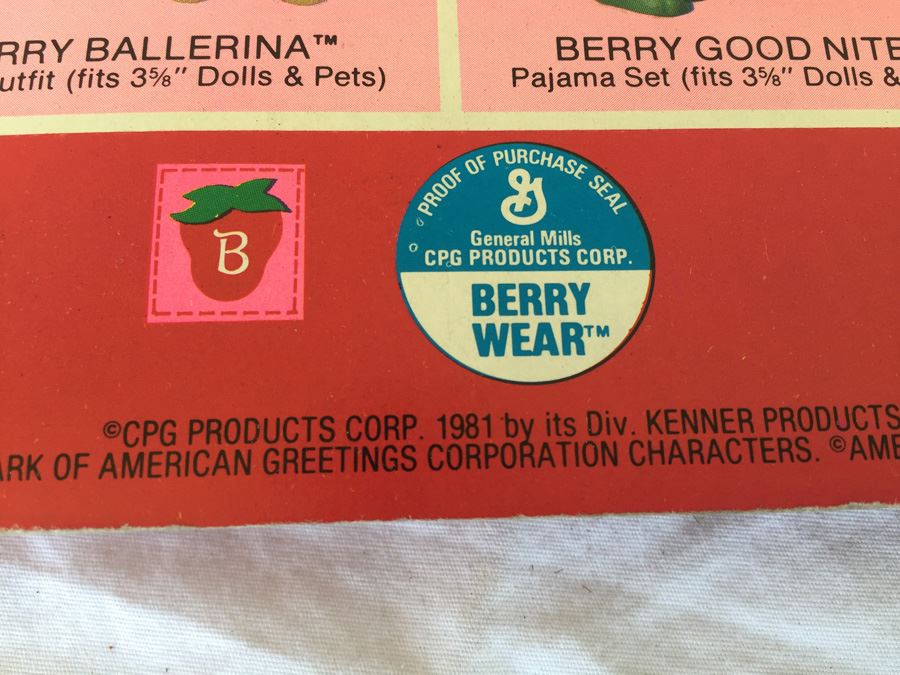 RRY BALLERINA™
utfit (fits 3⅝" Dolls & Pets)
BERRY GOOD NITE
Pajama Set (fits 3⅝" Dolls &
B
PROOF OF PURCHASE SEAL
G
General Mills
CPG PRODUCTS CORP.
BERRY
WEAR™
©CPG PRODUCTS CORP. 1981 by its Div. KENNER PRODUCTS
ARK OF AMERICAN GREETINGS CORPORATION CHARACTERS. ©AME